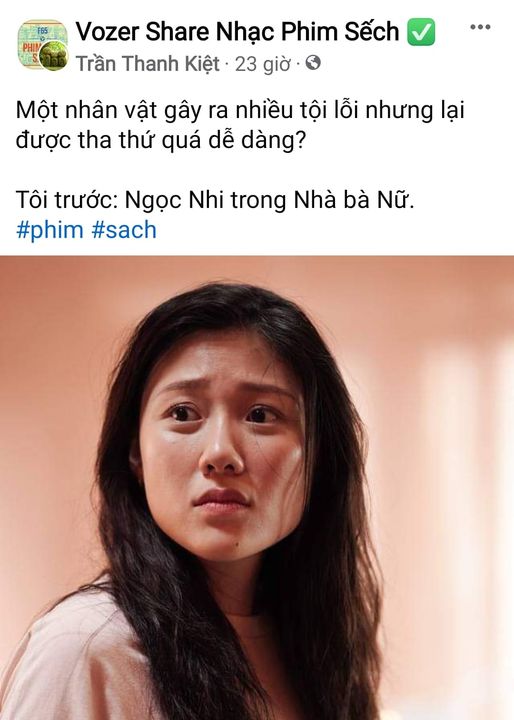 Vozer Share Nhạc Phim Sếch ✅
Trần Thanh Kiệt · 23 giờ ·
Một nhân vật gây ra nhiều tội lỗi nhưng lại
được tha thứ quá dễ dàng?
Tôi trước: Ngọc Nhi trong Nhà bà Nữ.
#phim #sach